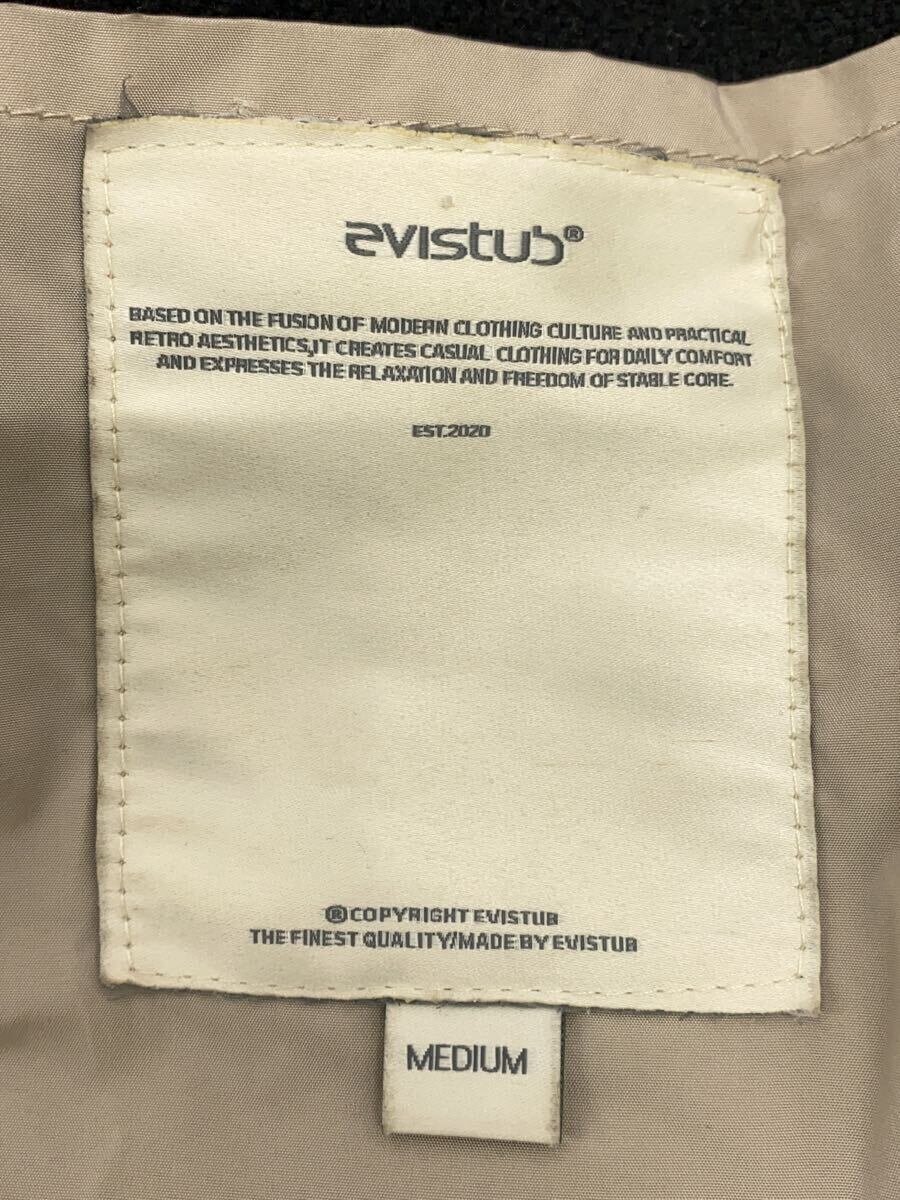 evistub®
BASED ON THE FUSION OF MODERN CLOTHING CULTURE AND PRACTICAL
RETRO AESTHETICS,IT CREATES CASUAL CLOTHING FOR DAILY COMFORT
AND EXPRESSES THE RELAXATION AND FREEDOM OF STABLE CORE.
EST.2020
®COPYRIGHT EVISTUB
THE FINEST QUALITY/MADE BY EVISTUB
MEDIUM